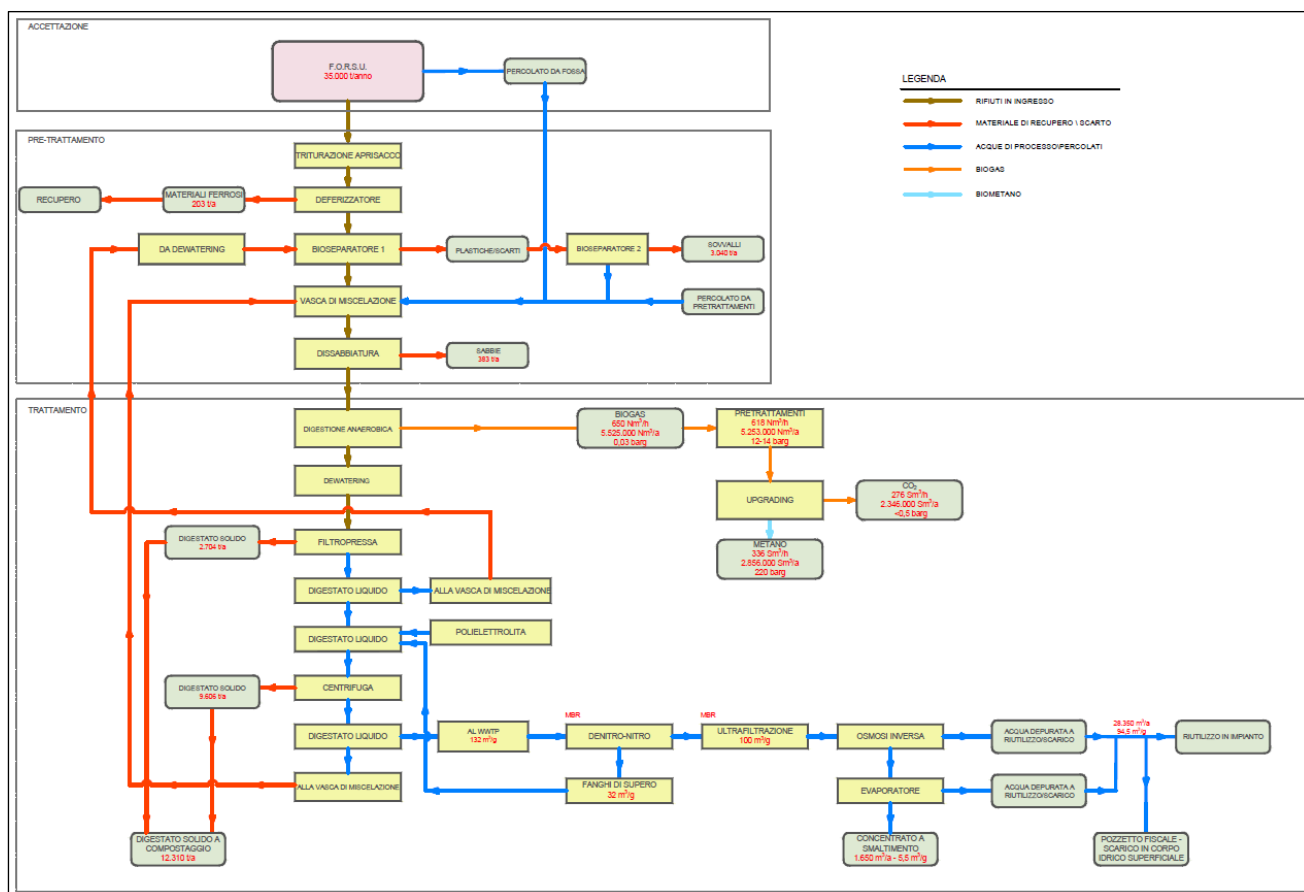 ACCETTAZIONE
F.O.R.S.U.
35.000 t/anno
PERCOLATO DA FOSSA
LEGENDA
RIFIUTI IN INGRESSO
MATERIALE DI RECUPERO \ SCARTO
ACQUE DI PROCESSO\PERCOLATI
BIOGAS
BIOMETANO
PRE-TRATTAMENTO
TRITURAZIONE APRISACCO
RECUPERO
MATERIALI FERROSI
203 t/a
DEFERIZZATORE
DA DEWATERING
BIOSEPARATORE 1
PLASTICHE/SCARTI
BIOSEPARATORE 2
SOVVALLI
3.040 t/a
VASCA DI MISCELAZIONE
PERCOLATO DA
PRETRATTAMENTI
DISSABBIATURA
SABBIE
363 t/a
TRATTAMENTO
DIGESTIONE ANAEROBICA
BIOGAS
650 Nm³/h
5.525.000 Nm³/a
0,03 barg
PRETRATTAMENTI
618 Nm³/h
5.253.000 Nm³/a
12-14 barg
DEWATERING
UPGRADING
CO₂
276 Sm³/h
2.346.000 Sm³/a
<0,5 barg
DIGESTATO SOLIDO
2.704 t/a
FILTROPRESSA
METANO
336 Sm³/h
2.856.000 Sm³/a
220 barg
DIGESTATO LIQUIDO
ALLA VASCA DI MISCELAZIONE
DIGESTATO LIQUIDO
POLIELETTROLITA
DIGESTATO SOLIDO
9.606 t/a
CENTRIFUGA
MBR
MBR
DIGESTATO LIQUIDO
AL WWTP
132 m³/g
DENITRO-NITRO
ULTRAFILTRAZIONE
100 m³/g
OSMOSI INVERSA
ACQUA DEPURATA A
RIUTILIZZO/SCARICO
28.350 m³/a
94,5 m³/g
RIUTILIZZO IN IMPIANTO
ALLA VASCA DI MISCELAZIONE
FANGHI DI SUPERO
32 m³/g
EVAPORATORE
ACQUA DEPURATA A
RIUTILIZZO/SCARICO
DIGESTATO SOLIDO A
COMPOSTAGGIO
12,310 t/a
CONCENTRATO A
SMALTIMENTO
1.650 m³/a - 5,5 m³/g
POZZETTO FISCALE -
SCARICO IN CORPO
IDRICO SUPERFICIALE